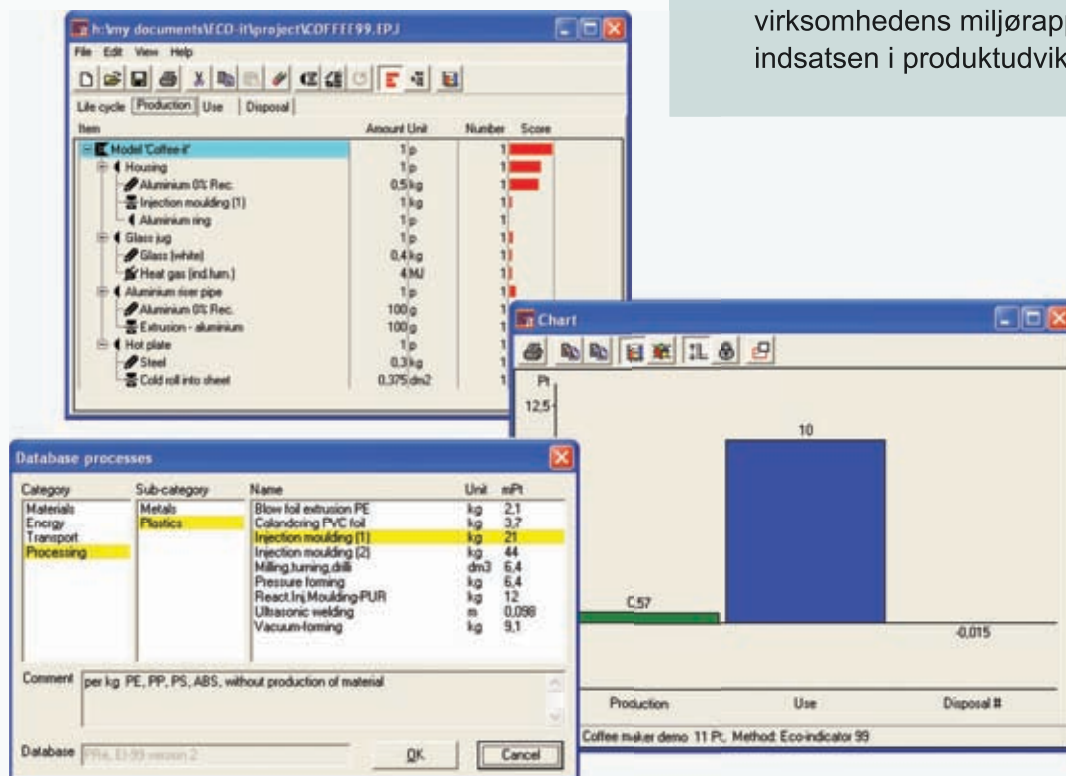 virksomhedens miljørap
indsatsen i produktudvik
h:\my documents\ECO-it\project\COFFEE99.EPJ
File Edit View Help
Life cycle Production Use Disposal
Item Amount Unit Number Score
Model 'Coffee-it' 1 p 1
Housing 1 p 1
Aluminium 0% Rec. 0,5 kg 1
Injection moulding (1) 1 kg 1
Aluminium ring 1 p 1
Glass jug 1 p 1
Glass (white) 0,4 kg 1
Heat gas (ind.furn.) 4 MJ 1
Aluminium riser pipe 1 p 1
Aluminium 0% Rec. 100 g 1
Extrusion - aluminium 100 g 1
Hot plate 1 p 1
Steel 0,3 kg 1
Cold roll into sheet 0,375 dm2 1
Chart
Pt
12,5
10
0,57
-0,015
Production Use Disposal #
Coffee maker demo 11 Pt, Method: Eco-indicator 99
Database processes
Category Sub-category Name Unit mPt
Materials Metals Blow foil extrusion PE kg 2,1
Energy Plastics Calandering PVC foil kg 3,7
Transport Injection moulding (1) kg 21
Processing Injection moulding (2) kg 44
Milling,turning,drilli dm3 6,4
Pressure forming kg 6,4
React.Inj.Moulding-PUR kg 12
Ultrasonic welding m 0,098
Vacuum-forming kg 9,1
Comment per kg PE, PP, PS, ABS, without production of material
Database PRé, EI-99 version 2 OK Cancel